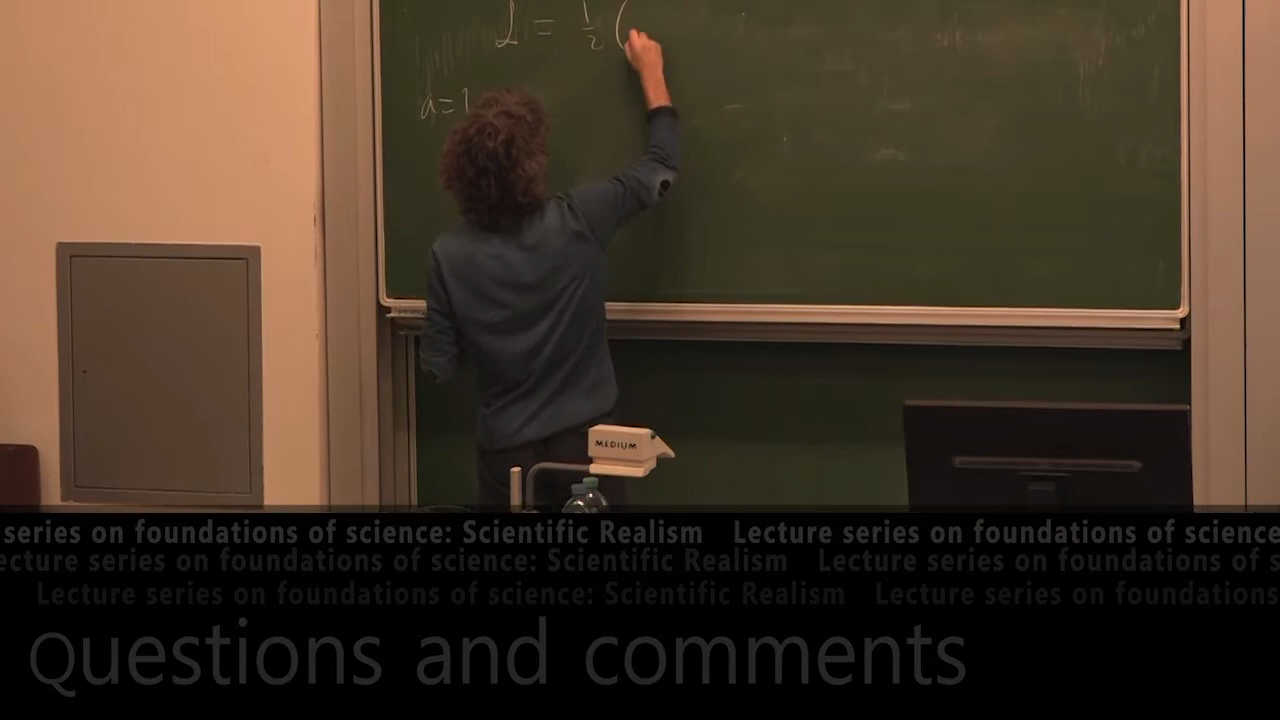 L = 1/2 (
a = 1
MEDIUM
series on foundations of science: Scientific Realism Lecture series on foundations of science
ecture series on foundations of science: Scientific Realism Lecture series on foundations of s
Lecture series on foundations of science: Scientific Realism Lecture series on foundations
Questions and comments